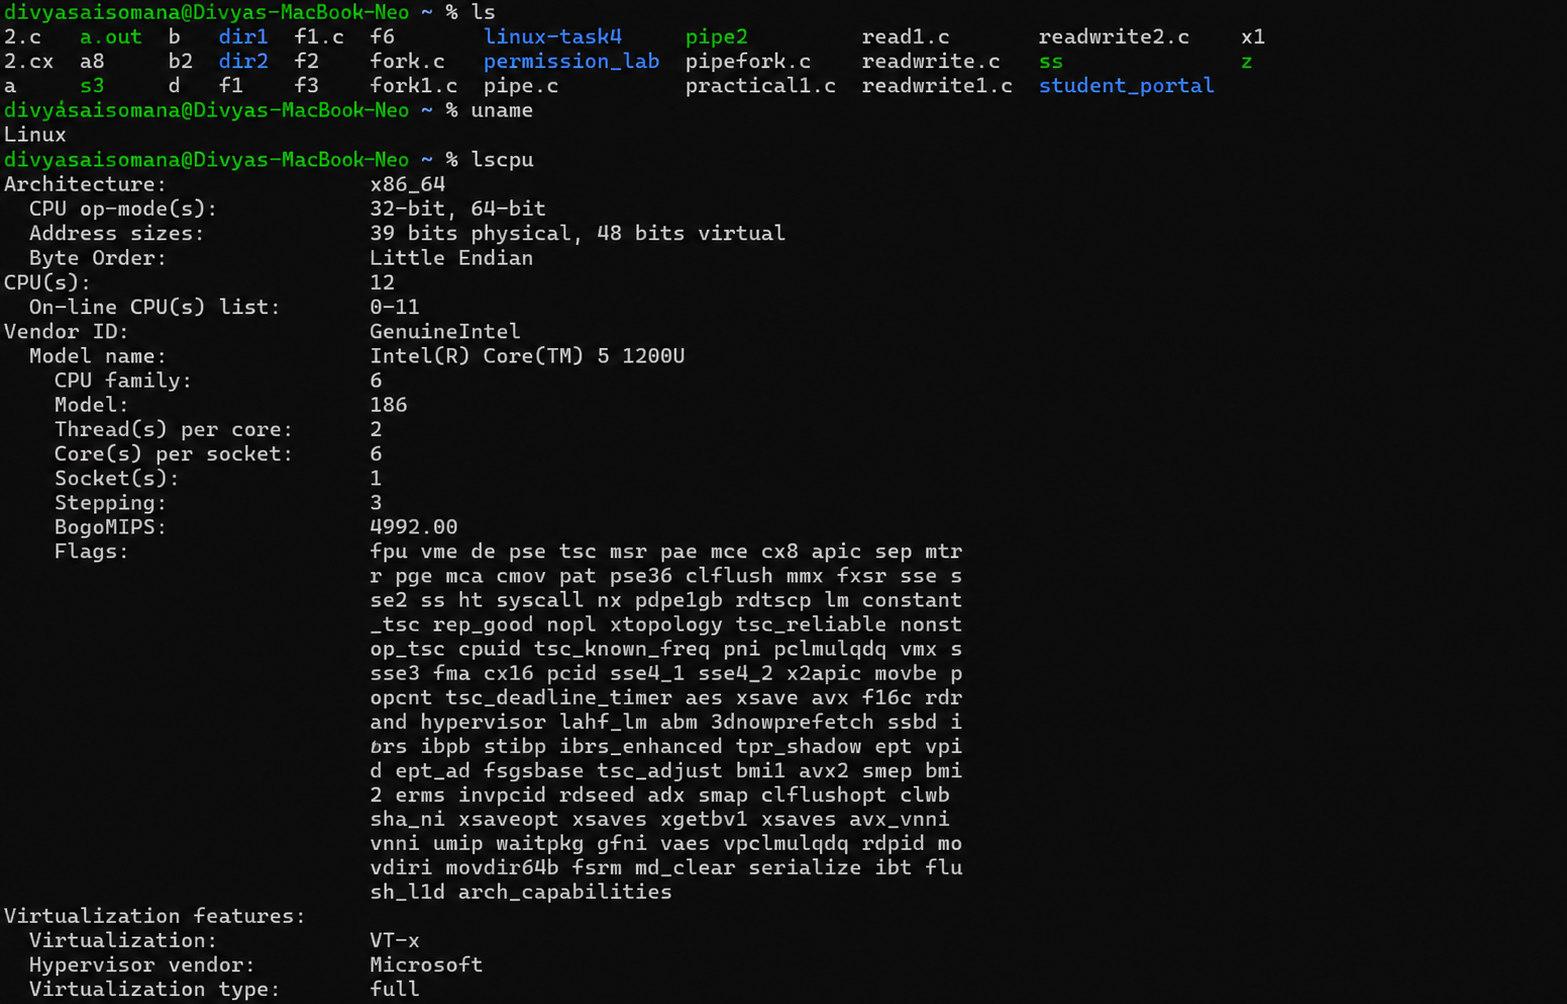 divyasaisomana@Divyas-MacBook-Neo ~ % ls
2.c   a.out  b   dir1  f1.c  f6       linux-task4     pipe2         read1.c       readwrite2.c    x1
2.cx  a8     b2  dir2  f2    fork.c   permission_lab  pipefork.c    readwrite.c   ss              z
a     s3     d   f1    f3    fork1.c  pipe.c          practical1.c  readwrite1.c  student_portal
divyasaisomana@Divyas-MacBook-Neo ~ % uname
Linux
divyasaisomana@Divyas-MacBook-Neo ~ % lscpu
Architecture:                x86_64
  CPU op-mode(s):            32-bit, 64-bit
  Address sizes:             39 bits physical, 48 bits virtual
  Byte Order:                Little Endian
CPU(s):                      12
  On-line CPU(s) list:       0-11
Vendor ID:                   GenuineIntel
  Model name:                Intel(R) Core(TM) 5 1200U
    CPU family:              6
    Model:                   186
    Thread(s) per core:      2
    Core(s) per socket:      6
    Socket(s):               1
    Stepping:                3
    BogoMIPS:                4992.00
    Flags:                   fpu vme de pse tsc msr pae mce cx8 apic sep mtr
                             r pge mca cmov pat pse36 clflush mmx fxsr sse s
                             se2 ss ht syscall nx pdpe1gb rdtscp lm constant
                             _tsc rep_good nopl xtopology tsc_reliable nonst
                             op_tsc cpuid tsc_known_freq pni pclmulqdq vmx s
                             sse3 fma cx16 pcid sse4_1 sse4_2 x2apic movbe p
                             opcnt tsc_deadline_timer aes xsave avx f16c rdr
                             and hypervisor lahf_lm abm 3dnowprefetch ssbd i
                             brs ibpb stibp ibrs_enhanced tpr_shadow ept vpi
                             d ept_ad fsgsbase tsc_adjust bmi1 avx2 smep bmi
                             2 erms invpcid rdseed adx smap clflushopt clwb
                             sha_ni xsaveopt xsaves xgetbv1 xsaves avx_vnni
                             vnni umip waitpkg gfni vaes vpclmulqdq rdpid mo
                             vdiri movdir64b fsrm md_clear serialize ibt flu
                             sh_l1d arch_capabilities
Virtualization features:
  Virtualization:            VT-x
  Hypervisor vendor:         Microsoft
  Virtualization type:       full